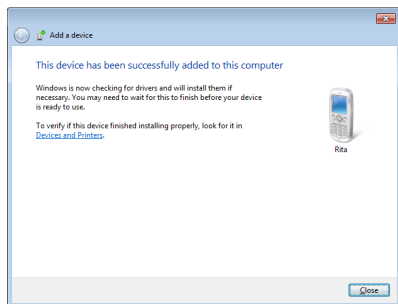 Add a device
This device has been successfully added to this computer
Windows is now checking for drivers and will install them if
necessary. You may need to wait for this to finish before your device
is ready to use.
To verify if this device finished installing properly, look for it in
Devices and Printers.
Rita
Close